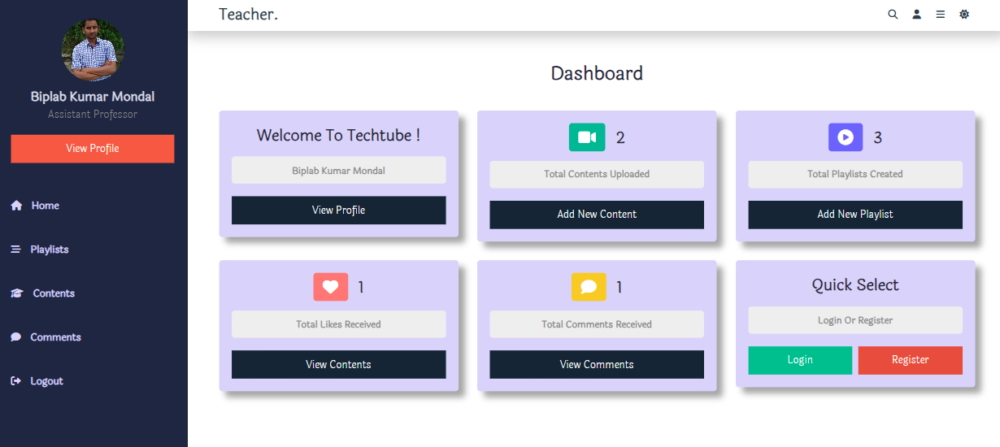 Teacher.
Biplab Kumar Mondal
Assistant Professor
View Profile
Home
Playlists
Contents
Comments
Logout
Dashboard
Welcome To Techtube !
Biplab Kumar Mondal
View Profile
2
Total Contents Uploaded
Add New Content
3
Total Playlists Created
Add New Playlist
1
Total Likes Received
View Contents
1
Total Comments Received
View Comments
Quick Select
Login Or Register
Login
Register